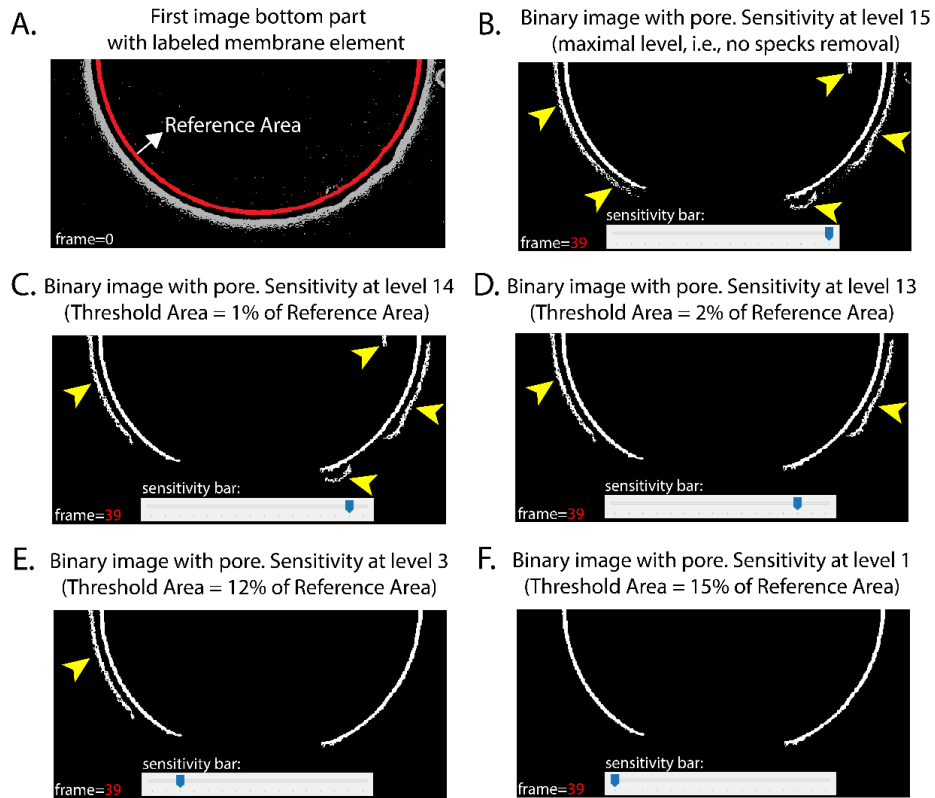 A.
First image bottom part
with labeled membrane element
Reference Area
frame=0
B.
Binary image with pore. Sensitivity at level 15
(maximal level, i.e., no specks removal)
sensitivity bar:
frame=39
C.
Binary image with pore. Sensitivity at level 14
(Threshold Area = 1% of Reference Area)
sensitivity bar:
frame=39
D.
Binary image with pore. Sensitivity at level 13
(Threshold Area = 2% of Reference Area)
sensitivity bar:
frame=39
E.
Binary image with pore. Sensitivity at level 3
(Threshold Area = 12% of Reference Area)
sensitivity bar:
frame=39
F.
Binary image with pore. Sensitivity at level 1
(Threshold Area = 15% of Reference Area)
sensitivity bar:
frame=39